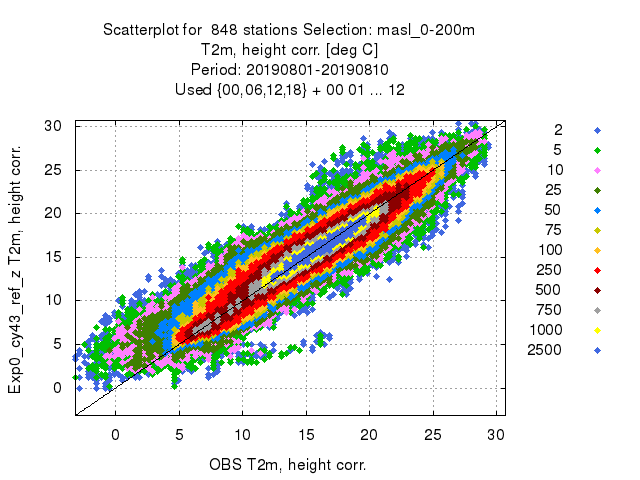 Scatterplot for  848 stations Selection: masl_0-200m
T2m, height corr. [deg C]
Period: 20190801-20190810
Used {00,06,12,18} + 00 01 ... 12
Exp0_cy43_ref_z T2m, height corr.
30
25
20
15
10
5
0
0 5 10 15 20 25 30
OBS T2m, height corr.
2
5
10
25
50
75
100
250
500
750
1000
2500